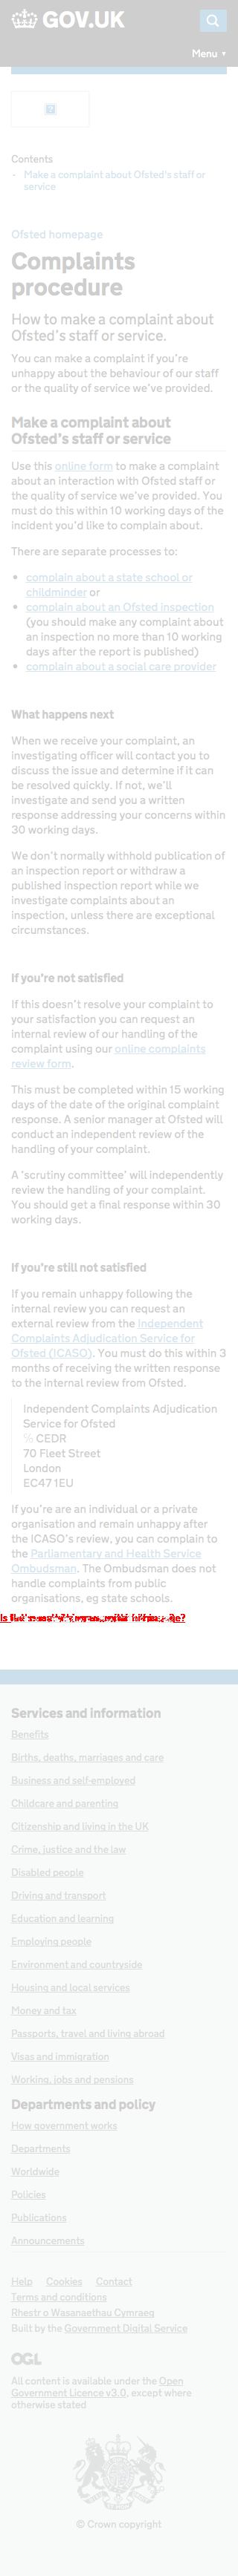 GOV.UK
Menu ▼
Contents
- Make a complaint about Ofsted's staff or
service
Ofsted homepage
Complaints
procedure
How to make a complaint about
Ofsted's staff or service.
You can make a complaint if you're
unhappy about the behaviour of our staff
or the quality of service we've provided.
Make a complaint about
Ofsted's staff or service
Use this online form to make a complaint
about an interaction with Ofsted staff or
the quality of service we've provided. You
must do this within 10 working days of the
incident you'd like to complain about.
There are separate processes to:
• complain about a state school or
childminder or
• complain about an Ofsted inspection
(you should make any complaint about
an inspection no more than 10 working
days after the report is published)
• complain about a social care provider
What happens next
When we receive your complaint, an
investigating officer will contact you to
discuss the issue and determine if it can
be resolved quickly. If not, we'll
investigate and send you a written
response addressing your concerns within
30 working days.
We don't normally withhold publication of
an inspection report or withdraw a
published inspection report while we
investigate complaints about an
inspection, unless there are exceptional
circumstances.
If you're not satisfied
If this doesn't resolve your complaint to
your satisfaction you can request an
internal review of our handling of the
complaint using our online complaints
review form.
This must be completed within 15 working
days of the date of the original complaint
response. A senior manager at Ofsted will
conduct an independent review of the
handling of your complaint.
A 'scrutiny committee' will independently
review the handling of your complaint.
You should get a final response within 30
working days.
If you're still not satisfied
If you remain unhappy following the
internal review you can request an
external review from the Independent
Complaints Adjudication Service for
Ofsted (ICASO). You must do this within 3
months of receiving the written response
to the internal review from Ofsted.
Independent Complaints Adjudication
Service for Ofsted
℅ CEDR
70 Fleet Street
London
EC47 1EU
If you're are an individual or a private
organisation and remain unhappy after
the ICASO's review, you can complain to
the Parliamentary and Health Service
Ombudsman. The Ombudsman does not
handle complaints from public
organisations, eg state schools.
Services and information
Benefits
Births, deaths, marriages and care
Business and self-employed
Childcare and parenting
Citizenship and living in the UK
Crime, justice and the law
Disabled people
Driving and transport
Education and learning
Employing people
Environment and countryside
Housing and local services
Money and tax
Passports, travel and living abroad
Visas and immigration
Working, jobs and pensions
Departments and policy
How government works
Departments
Worldwide
Policies
Publications
Announcements
Help Cookies Contact
Terms and conditions
Rhestr o Wasanaethau Cymraeg
Built by the Government Digital Service
OGL
All content is available under the Open
Government Licence v3.0, except where
otherwise stated
© Crown copyright